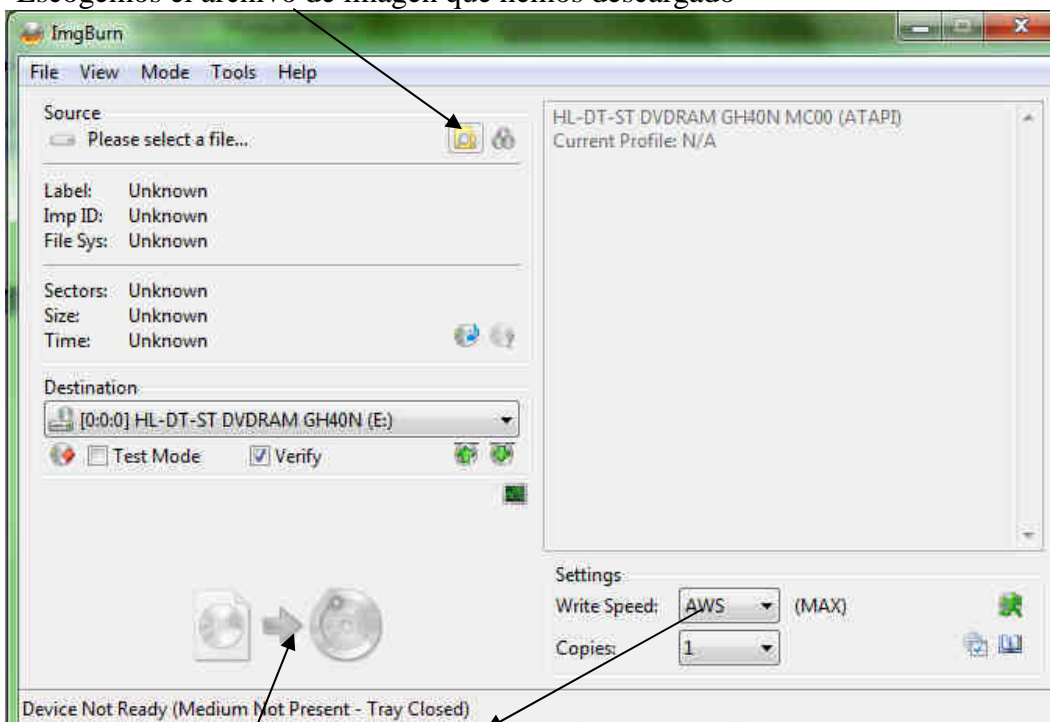 Escogemos el archivo de imagen que hemos descargado
ImgBurn
File View Mode Tools Help
Source
Please select a file...
Label: Unknown
Imp ID: Unknown
File Sys: Unknown
Sectors: Unknown
Size: Unknown
Time: Unknown
Destination
[0:0:0] HL-DT-ST DVDRAM GH40N (E:)
Test Mode Verify
HL-DT-ST DVDRAM GH40N MC00 (ATAPI)
Current Profile: N/A
Settings
Write Speed: AWS (MAX)
Copies: 1
Device Not Ready (Medium Not Present - Tray Closed)